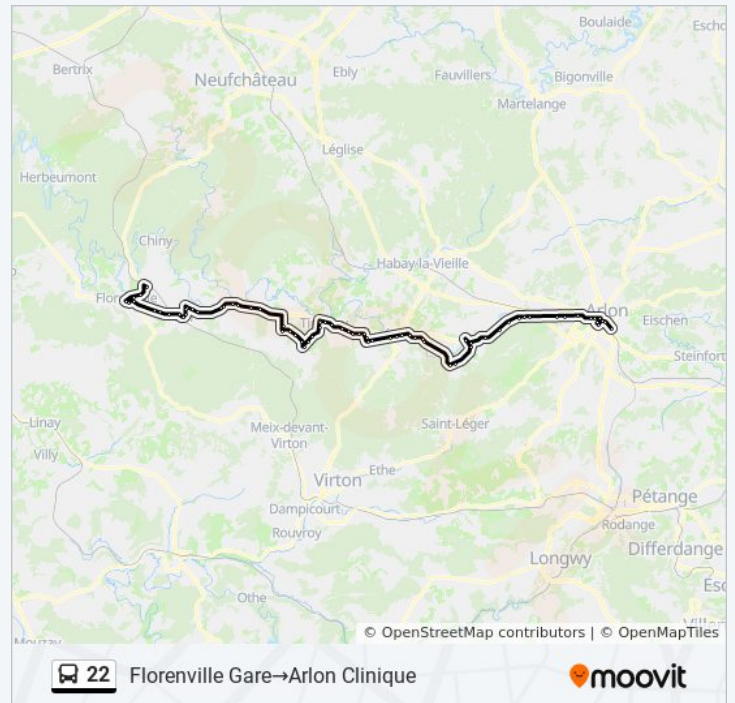 Boulaide
Bertrix
Ebly
Fauvillers
Bigonville
Neufchâteau
Martelange
Léglise
Herbeumont
Chiny
Habay-la-Vieille
Arlon
Eischen
Steinfort
Meix-devant-
Virton
Saint-Léger
Linay
Villy
Ethe
Virton
Dampicourt
Rouvroy
Pétange
Rodange
Differdange
Longwy
Othe
© OpenStreetMap contributors | © OpenMapTiles
22 Florenville Gare→Arlon Clinique
moovit